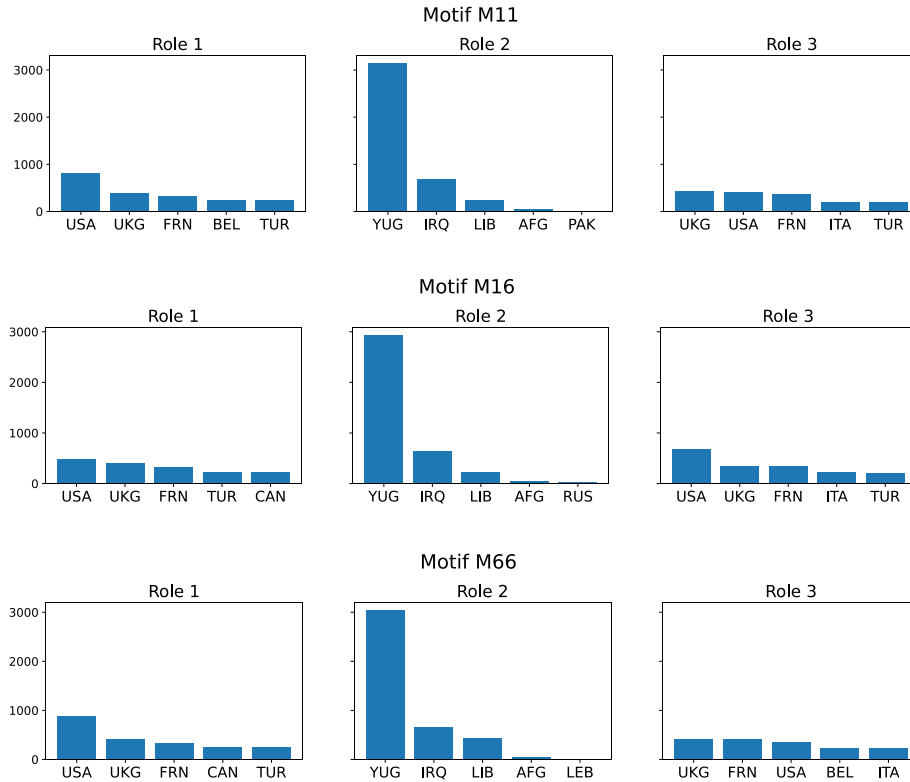 Motif M11
Role 1 Role 2 Role 3
3000
2000
1000
0
USA UKG FRN BEL TUR YUG IRQ LIB AFG PAK UKG USA FRN ITA TUR
Motif M16
Role 1 Role 2 Role 3
3000
2000
1000
0
USA UKG FRN TUR CAN YUG IRQ LIB AFG RUS USA UKG FRN ITA TUR
Motif M66
Role 1 Role 2 Role 3
3000
2000
1000
0
USA UKG FRN CAN TUR YUG IRQ LIB AFG LEB UKG FRN USA BEL ITA